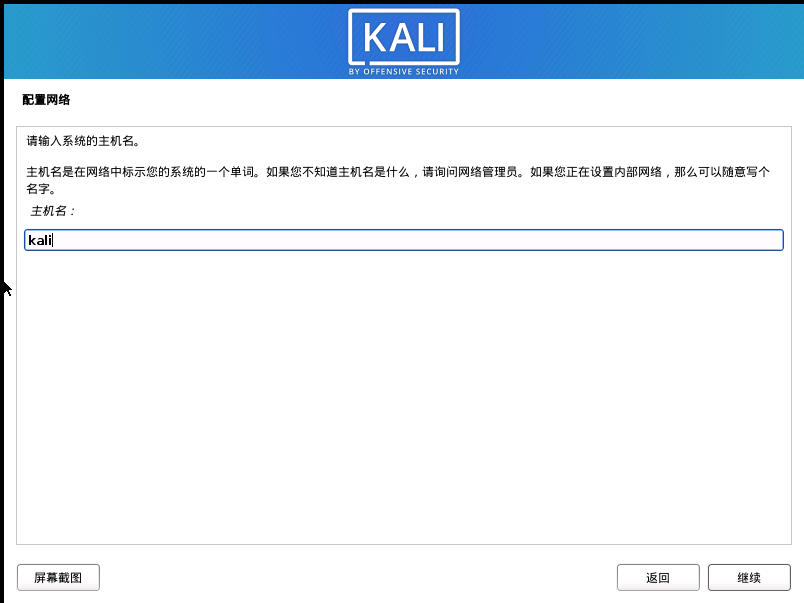 KALI
BY OFFENSIVE SECURITY
配置网络
请输入系统的主机名。
主机名是在网络中标示您的系统的一个单词。如果您不知道主机名是什么，请询问网络管理员。如果您正在设置内部网络，那么可以随意写个
名字。
主机名：
kali
屏幕截图
返回
继续